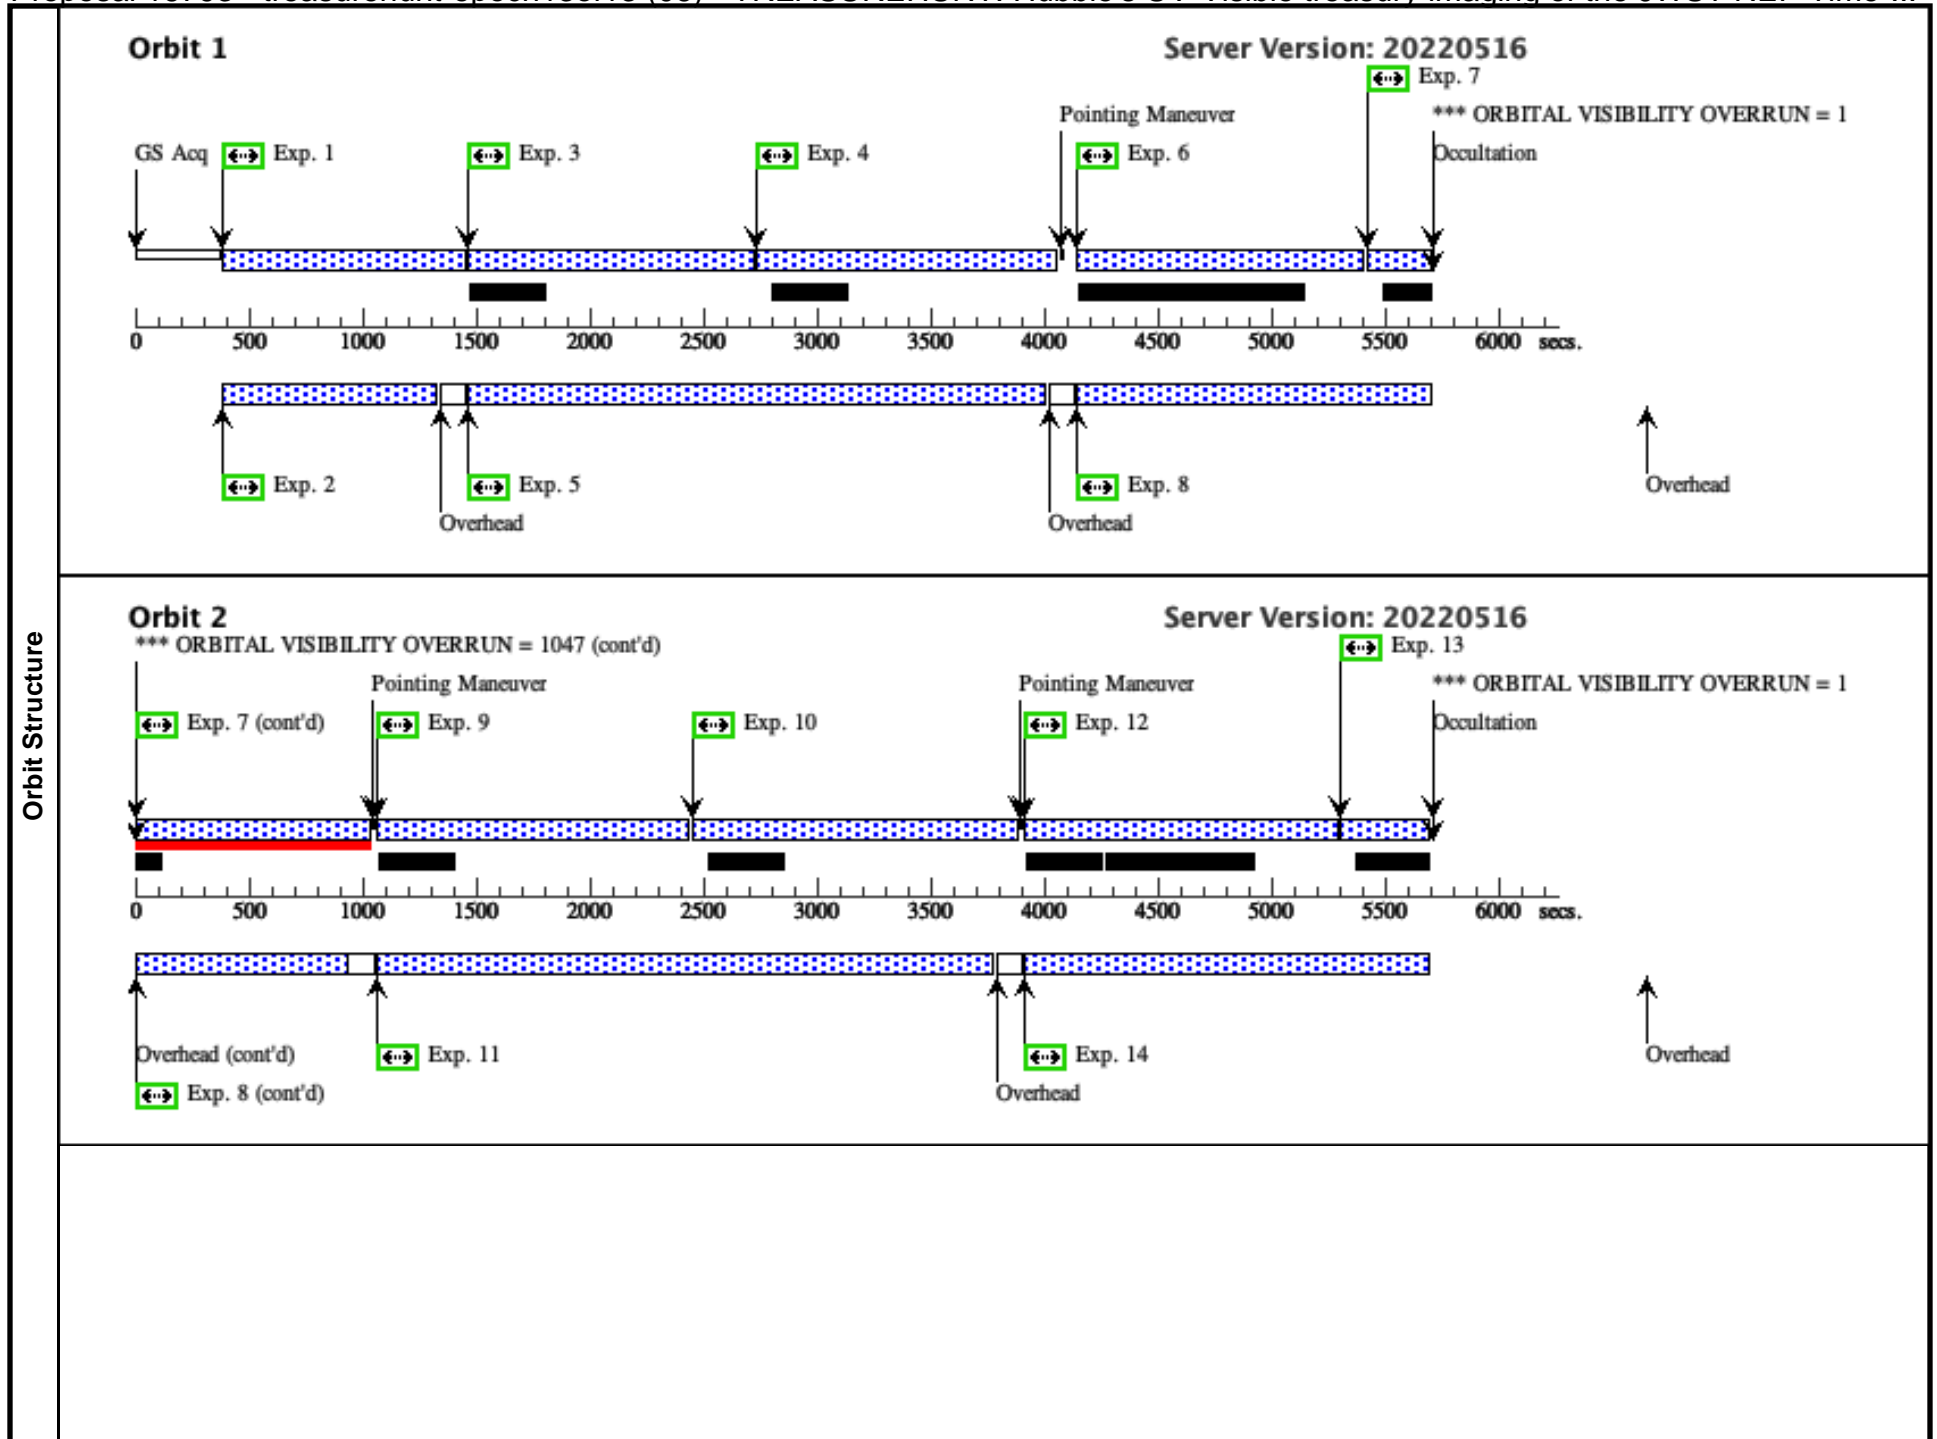 Orbit Structure
Orbit 1
Server Version: 20220516
Exp. 7
Pointing Maneuver
*** ORBITAL VISIBILITY OVERRUN = 1
GS Acq
Exp. 1
Exp. 3
Exp. 4
Exp. 6
Occultation
0 500 1000 1500 2000 2500 3000 3500 4000 4500 5000 5500 6000 secs.
Exp. 2
Exp. 5
Exp. 8
Overhead
Overhead
Overhead
Orbit 2
Server Version: 20220516
*** ORBITAL VISIBILITY OVERRUN = 1047 (cont'd)
Exp. 13
Pointing Maneuver
Pointing Maneuver
*** ORBITAL VISIBILITY OVERRUN = 1
Exp. 7 (cont'd)
Exp. 9
Exp. 10
Exp. 12
Occultation
0 500 1000 1500 2000 2500 3000 3500 4000 4500 5000 5500 6000 secs.
Overhead (cont'd)
Exp. 11
Exp. 14
Overhead
Exp. 8 (cont'd)
Overhead